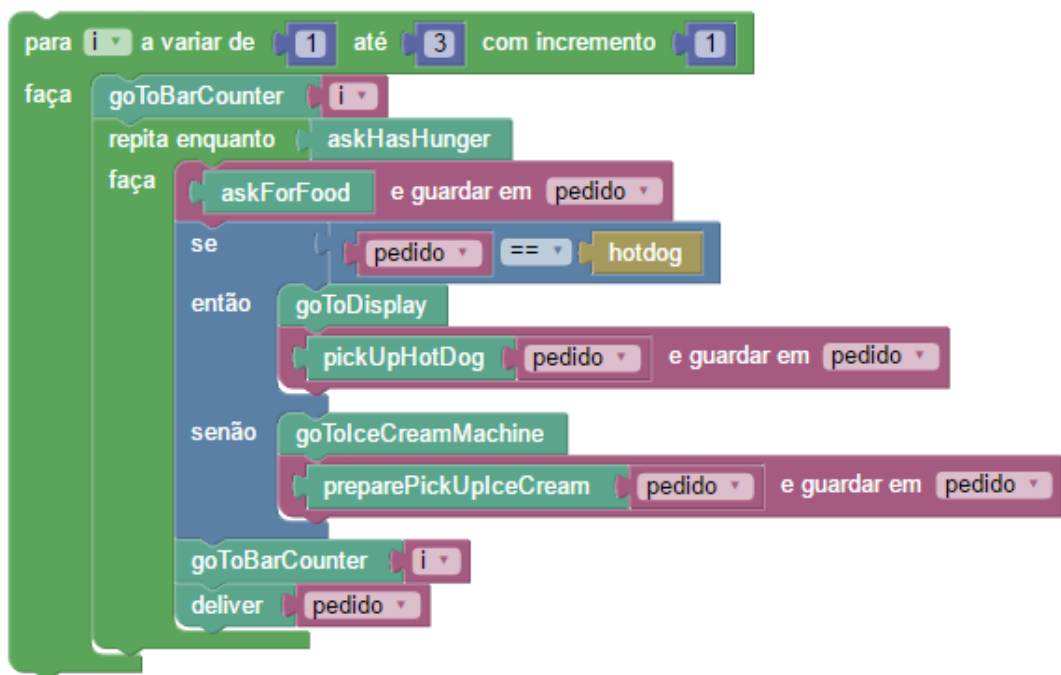 para i a variar de 1 até 3 com incremento 1
faça goToBarCounter i
repita enquanto askHasHunger
faça askForFood e guardar em pedido
se pedido == hotdog
então goToDisplay
pickUpHotDog pedido e guardar em pedido
senão goToIceCreamMachine
preparePickUpIceCream pedido e guardar em pedido
goToBarCounter i
deliver pedido